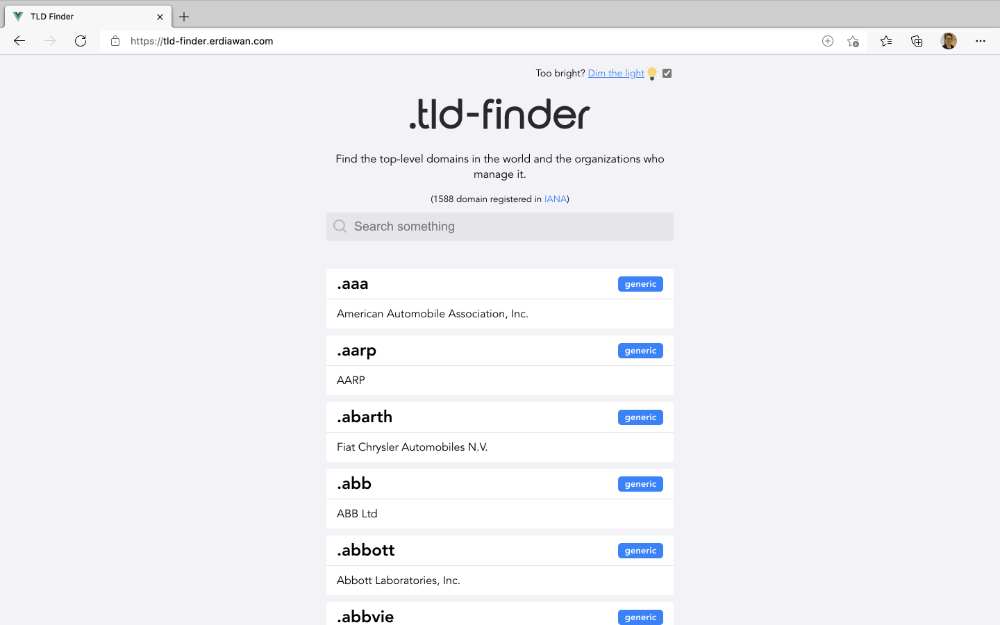 TLD Finder
https://tld-finder.erdiawan.com
Too bright? Dim the light
.tld-finder
Find the top-level domains in the world and the organizations who
manage it.
(1588 domain registered in IANA)
Search something
.aaa generic
American Automobile Association, Inc.
.aarp generic
AARP
.abarth generic
Fiat Chrysler Automobiles N.V.
.abb generic
ABB Ltd
.abbott generic
Abbott Laboratories, Inc.
.abbvie generic